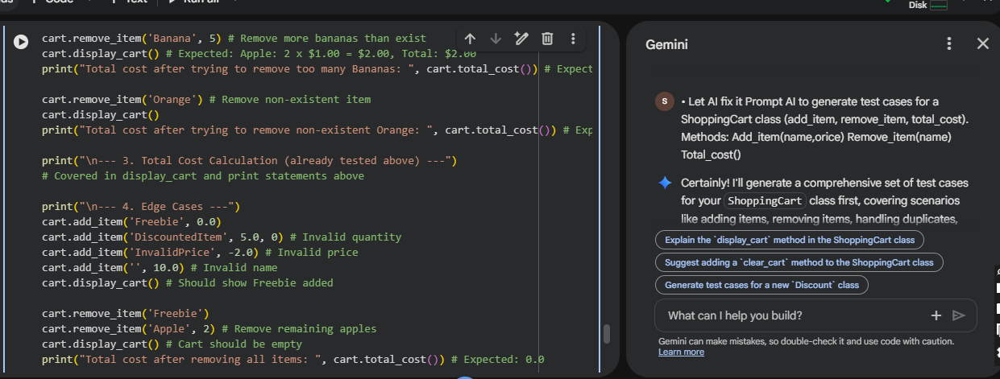 Disk
cart.remove_item('Banana', 5) # Remove more bananas than exist
cart.display_cart() # Expected: Apple: 2 x $1.00 = $2.00, Total: $2.00
print("Total cost after trying to remove too many Bananas: ", cart.total_cost()) # Expect
cart.remove_item('Orange') # Remove non-existent item
cart.display_cart()
print("Total cost after trying to remove non-existent Orange: ", cart.total_cost()) # Exp
print("\n--- 3. Total Cost Calculation (already tested above) ---")
# Covered in display_cart and print statements above
print("\n--- 4. Edge Cases ---")
cart.add_item('Freebie', 0.0)
cart.add_item('DiscountedItem', 5.0, 0) # Invalid quantity
cart.add_item('InvalidPrice', -2.0) # Invalid price
cart.add_item('', 10.0) # Invalid name
cart.display_cart() # Should show Freebie added
cart.remove_item('Freebie')
cart.remove_item('Apple', 2) # Remove remaining apples
cart.display_cart() # Cart should be empty
print("Total cost after removing all items: ", cart.total_cost()) # Expected: 0.0
Gemini
S
• Let AI fix it Prompt AI to generate test cases for a
ShoppingCart class (add_item, remove_item, total_cost).
Methods: Add_item(name,orice) Remove_item(name)
Total_cost()
Certainly! I'll generate a comprehensive set of test cases
for your ShoppingCart class first, covering scenarios
like adding items, removing items, handling duplicates,
Explain the `display_cart` method in the ShoppingCart class
Suggest adding a `clear_cart` method to the ShoppingCart class
Generate test cases for a new `Discount` class
What can I help you build?
Gemini can make mistakes, so double-check it and use code with caution.
Learn more